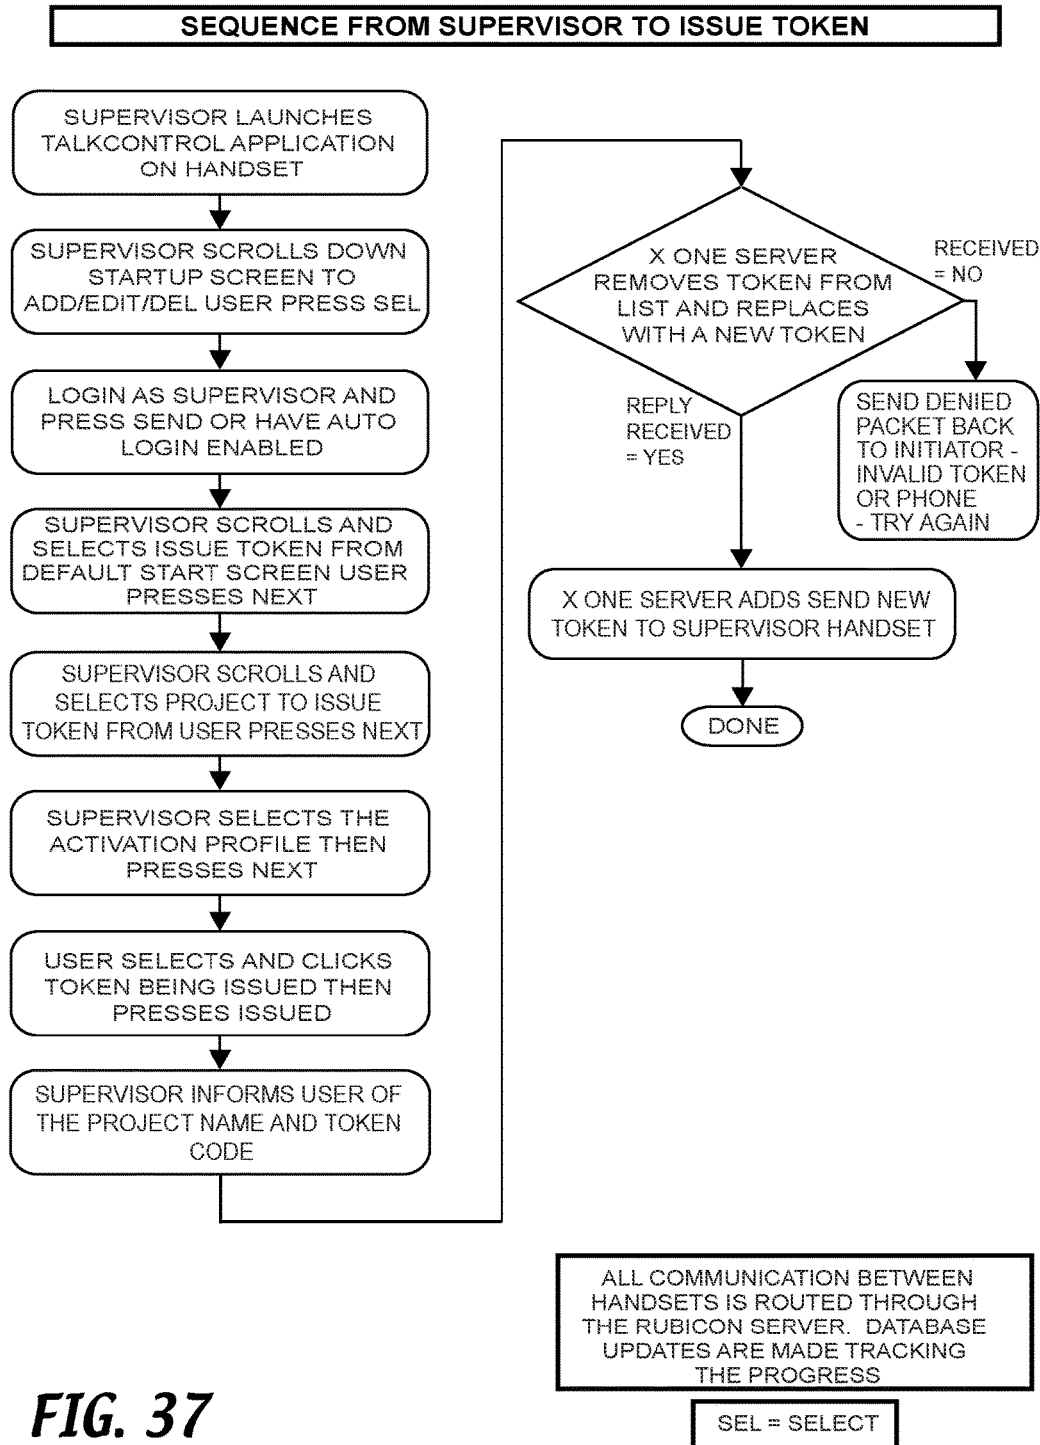 SEQUENCE FROM SUPERVISOR TO ISSUE TOKEN
SUPERVISOR LAUNCHES
TALKCONTROL APPLICATION
ON HANDSET
SUPERVISOR SCROLLS DOWN
STARTUP SCREEN TO
ADD/EDIT/DEL USER PRESS SEL
LOGIN AS SUPERVISOR AND
PRESS SEND OR HAVE AUTO
LOGIN ENABLED
SUPERVISOR SCROLLS AND
SELECTS ISSUE TOKEN FROM
DEFAULT START SCREEN USER
PRESSES NEXT
SUPERVISOR SCROLLS AND
SELECTS PROJECT TO ISSUE
TOKEN FROM USER PRESSES NEXT
SUPERVISOR SELECTS THE
ACTIVATION PROFILE THEN
PRESSES NEXT
USER SELECTS AND CLICKS
TOKEN BEING ISSUED THEN
PRESSES ISSUED
SUPERVISOR INFORMS USER OF
THE PROJECT NAME AND TOKEN
CODE
X ONE SERVER
REMOVES TOKEN FROM
LIST AND REPLACES
WITH A NEW TOKEN
RECEIVED
= NO
SEND DENIED
PACKET BACK
TO INITIATOR -
INVALID TOKEN
OR PHONE
- TRY AGAIN
REPLY
RECEIVED
= YES
X ONE SERVER ADDS SEND NEW
TOKEN TO SUPERVISOR HANDSET
DONE
ALL COMMUNICATION BETWEEN
HANDSETS IS ROUTED THROUGH
THE RUBICON SERVER. DATABASE
UPDATES ARE MADE TRACKING
THE PROGRESS
SEL = SELECT
FIG. 37